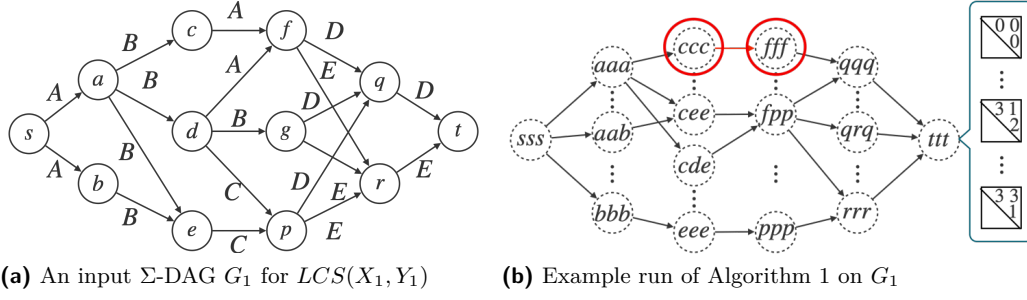 A
c
f
D
B
E
q
a
A
D
A
B
D
s
d
B
g
t
A
B
C
D
E
r
E
b
B
e
C
p
E
(a) An input Σ-DAG G₁ for LCS(X₁, Y₁)
ccc
fff
aaa
qqq
0 0
0
cee
fpp
⋮
sss
aab
qrq
ttt
3 1
2
cde
⋮
⋮
bbb
eee
ppp
rrr
3 3
1
(b) Example run of Algorithm 1 on G₁